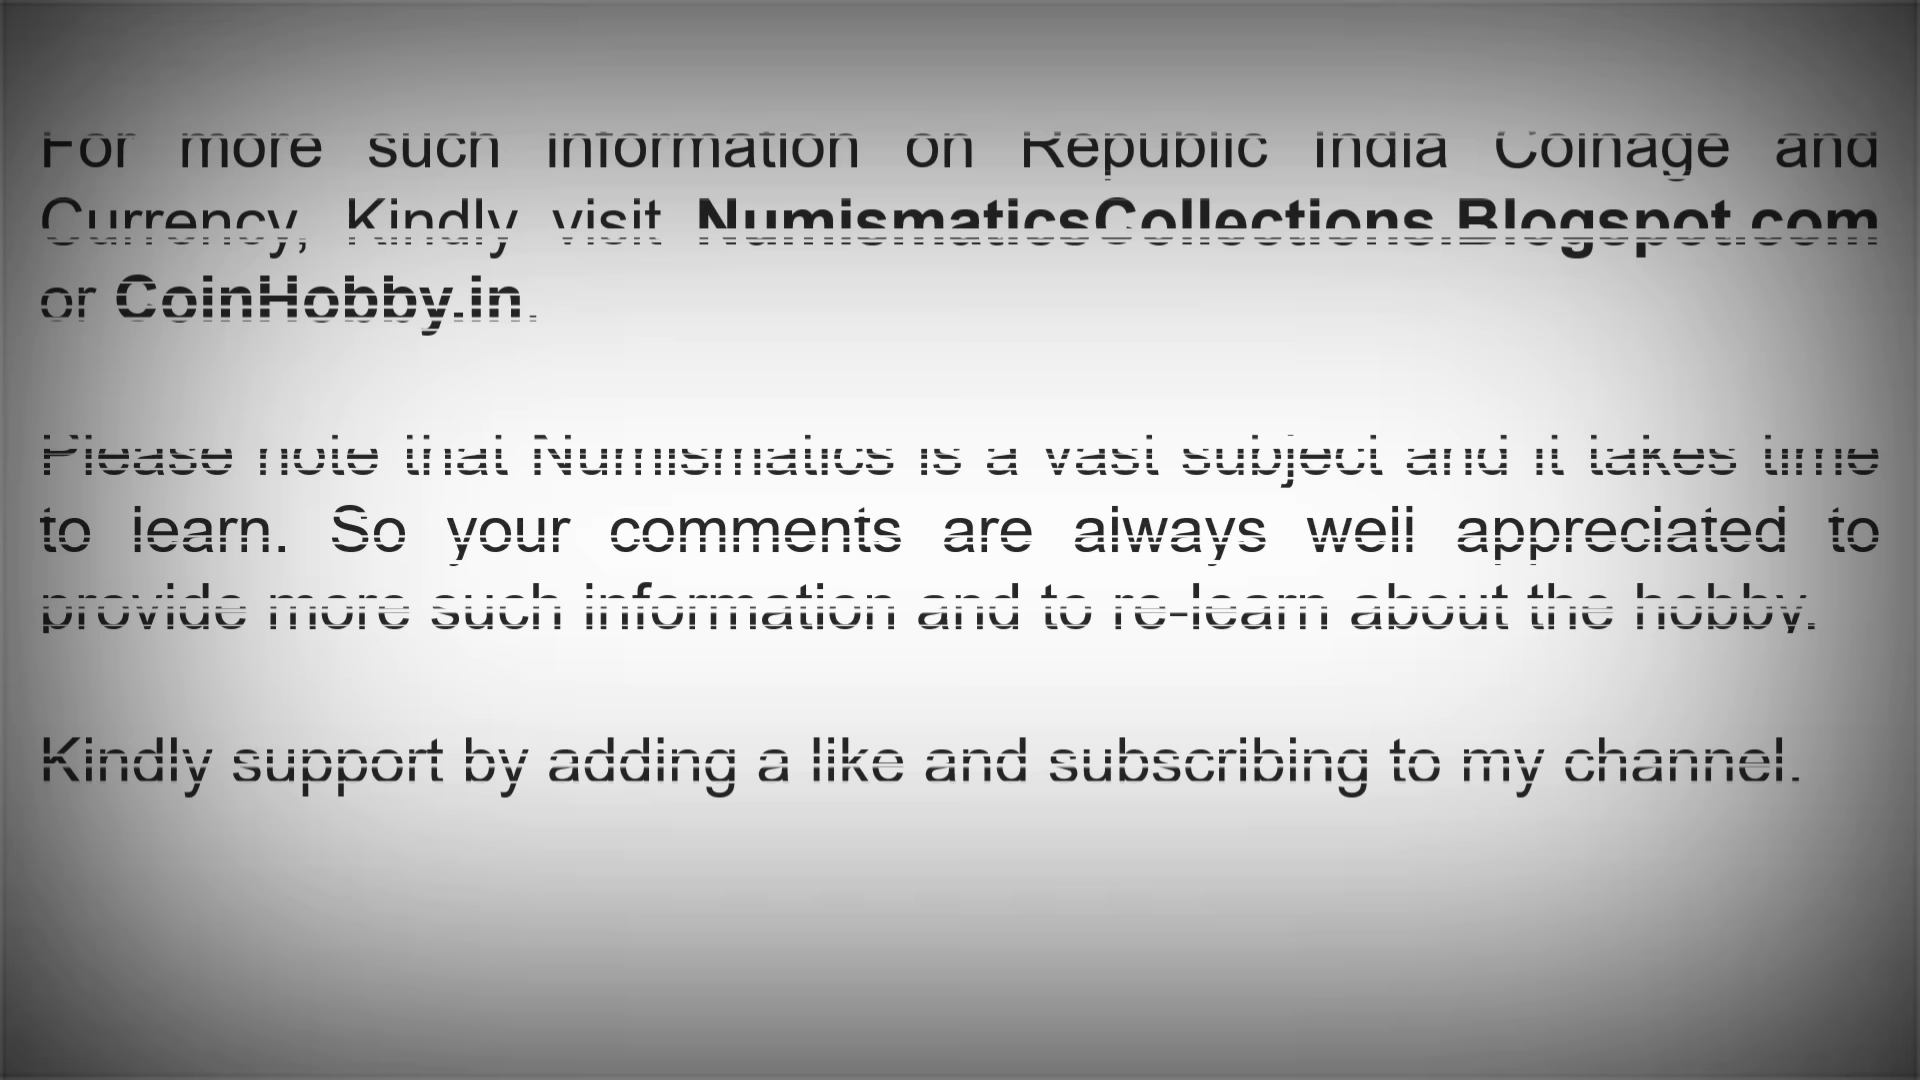 For more such information on Republic India Coinage and
Currency, Kindly visit NumismaticsCollections.Blogspot.com
or CoinHobby.in.
Please note that Numismatics is a vast subject and it takes time
to learn. So your comments are always well appreciated to
provide more such information and to re-learn about the hobby.
Kindly support by adding a like and subscribing to my channel.